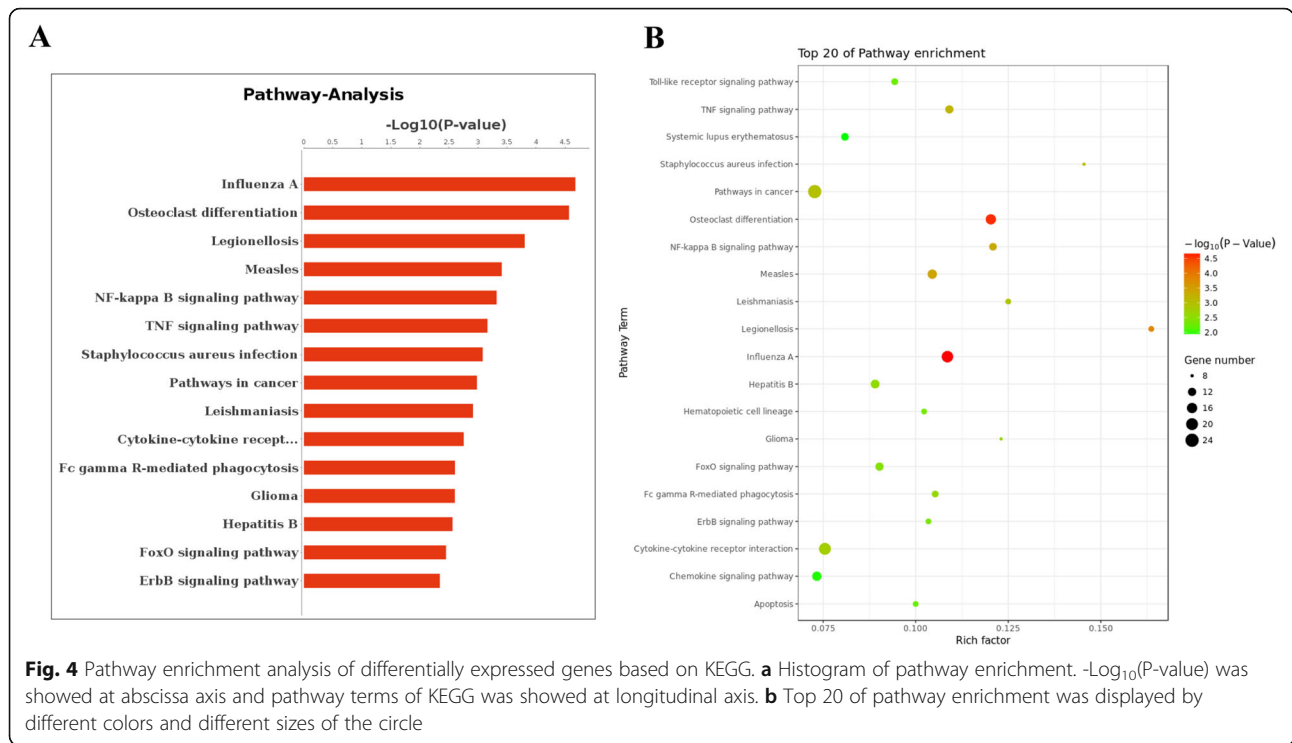 A
Pathway-Analysis
-Log10(P-value)
0 0.5 1 1.5 2 2.5 3 3.5 4 4.5
Influenza A
Osteoclast differentiation
Legionellosis
Measles
NF-kappa B signaling pathway
TNF signaling pathway
Staphylococcus aureus infection
Pathways in cancer
Leishmaniasis
Cytokine-cytokine recept...
Fc gamma R-mediated phagocytosis
Glioma
Hepatitis B
FoxO signaling pathway
ErbB signaling pathway
B
Top 20 of Pathway enrichment
Pathway Term
Toll-like receptor signaling pathway
TNF signaling pathway
Systemic lupus erythematosus
Staphylococcus aureus infection
Pathways in cancer
Osteoclast differentiation
NF-kappa B signaling pathway
Measles
Leishmaniasis
Legionellosis
Influenza A
Hepatitis B
Hematopoietic cell lineage
Glioma
FoxO signaling pathway
Fc gamma R-mediated phagocytosis
ErbB signaling pathway
Cytokine-cytokine receptor interaction
Chemokine signaling pathway
Apoptosis
0.075 0.100 0.125 0.150
Rich factor
−log₁₀(P−Value)
4.5
4.0
3.5
3.0
2.5
2.0
Gene number
8
12
16
20
24
Fig. 4 Pathway enrichment analysis of differentially expressed genes based on KEGG. a Histogram of pathway enrichment. -Log₁₀(P-value) was
showed at abscissa axis and pathway terms of KEGG was showed at longitudinal axis. b Top 20 of pathway enrichment was displayed by
different colors and different sizes of the circle